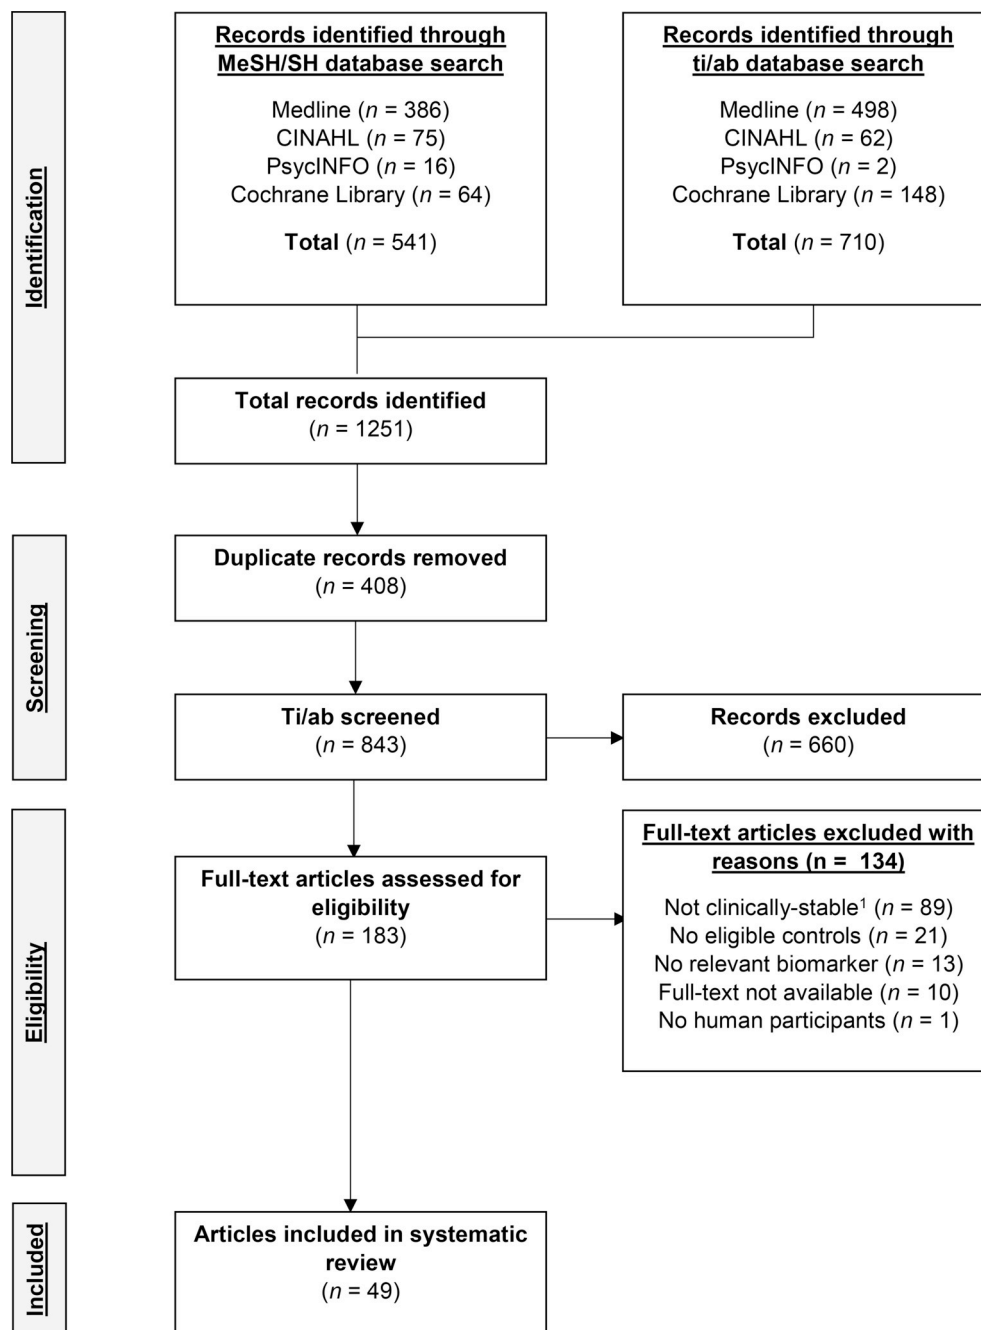 Identification
Records identified through
MeSH/SH database search
Medline (n = 386)
CINAHL (n = 75)
PsycINFO (n = 16)
Cochrane Library (n = 64)
Total (n = 541)
Records identified through
ti/ab database search
Medline (n = 498)
CINAHL (n = 62)
PsycINFO (n = 2)
Cochrane Library (n = 148)
Total (n = 710)
Total records identified
(n = 1251)
Screening
Duplicate records removed
(n = 408)
Ti/ab screened
(n = 843)
Records excluded
(n = 660)
Eligibility
Full-text articles assessed for
eligibility
(n = 183)
Full-text articles excluded with
reasons (n = 134)
Not clinically-stable¹ (n = 89)
No eligible controls (n = 21)
No relevant biomarker (n = 13)
Full-text not available (n = 10)
No human participants (n = 1)
Included
Articles included in systematic
review
(n = 49)